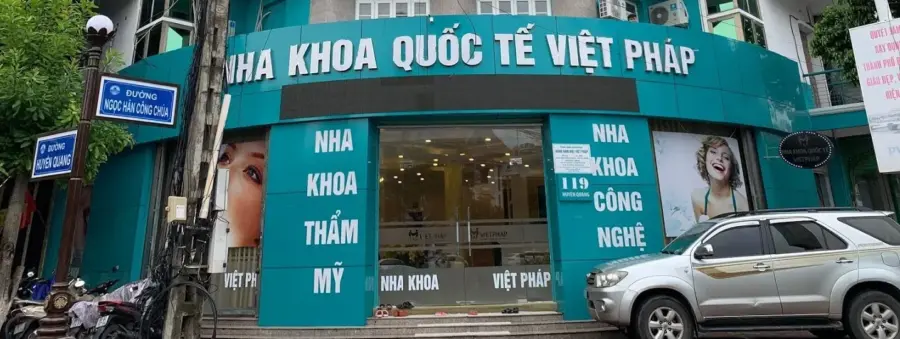 NHA KHOA QUỐC TẾ VIỆT PHÁP
ĐƯỜNG
NGỌC HÂN CÔNG CHÚA
ĐƯỜNG
HUYỀN QUANG
NHA
KHOA
THẨM
MỸ
NHA
KHOA
CÔNG
NGHỆ
119
VIỆT PHÁP
NHA KHOA
VIỆT PHÁP